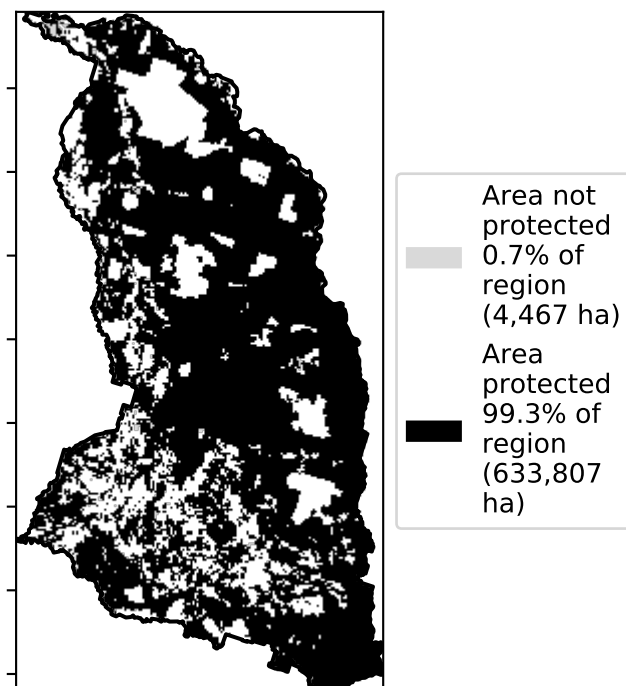 Area not
protected
0.7% of
region
(4,467 ha)
Area
protected
99.3% of
region
(633,807
ha)